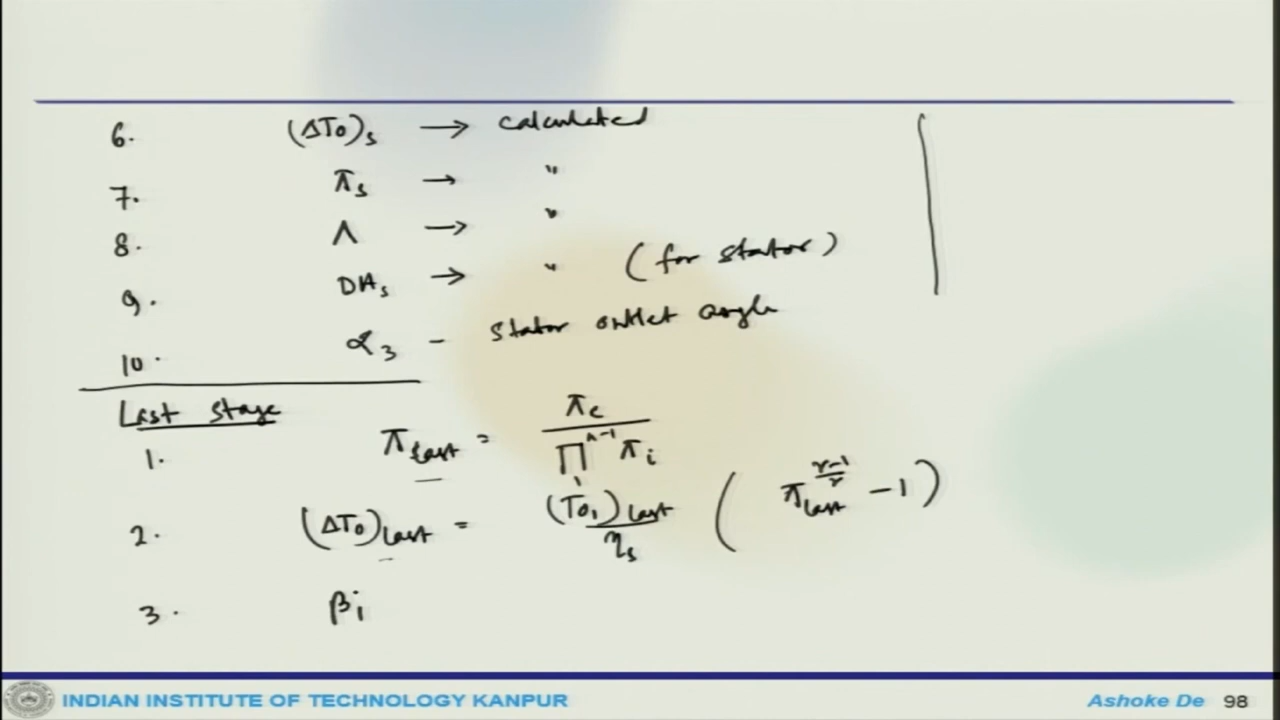 6. (ΔT0)s → calculated
7. πs → "
8. Λ → "
9. DHs → " (for stator)
10. α3 - stator outlet angle
Last stage
1. πlast = πc / ∏₁ⁿ⁻¹ πi
2. (ΔT0)last = (T01)last / ηs ( πlast^((γ-1)/γ) - 1 )
3. βi
INDIAN INSTITUTE OF TECHNOLOGY KANPUR
Ashoke De 98